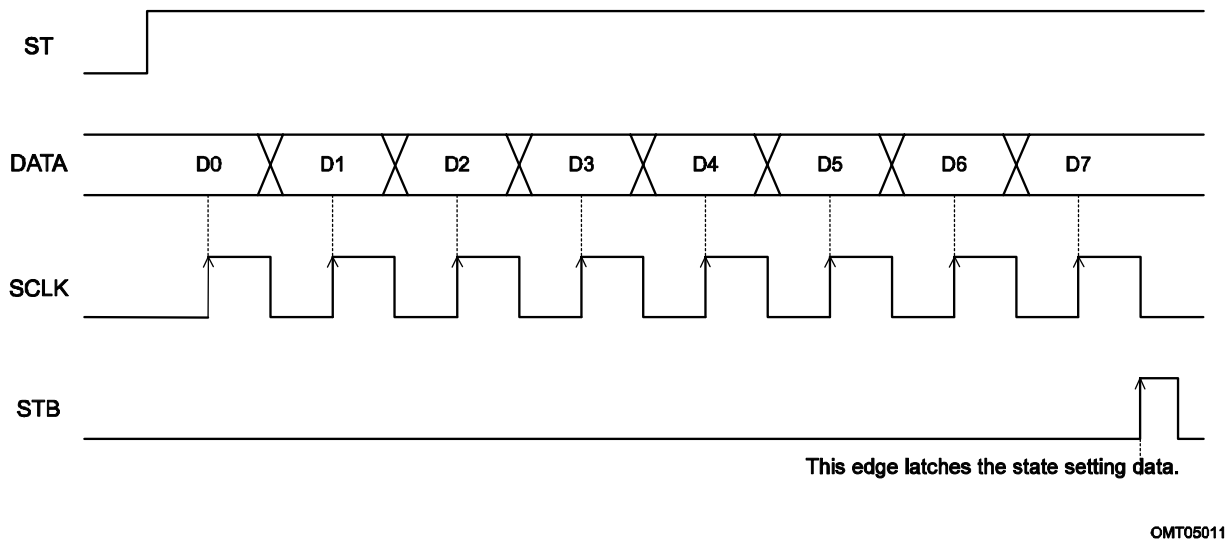 ST
DATA
D0 D1 D2 D3 D4 D5 D6 D7
SCLK
STB
This edge latches the state setting data.
OMT05011